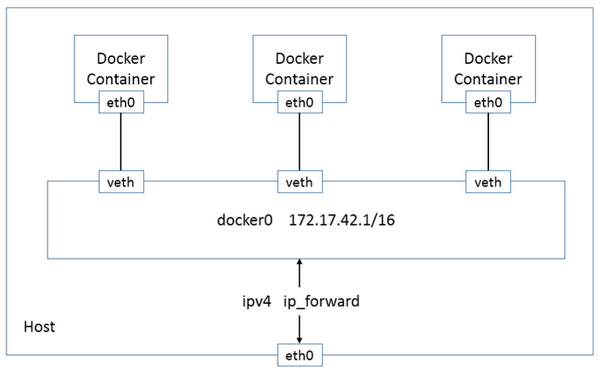 Docker
Container
Docker
Container
Docker
Container
eth0
eth0
eth0
veth
veth
veth
docker0 172.17.42.1/16
ipv4 ip_forward
Host
eth0